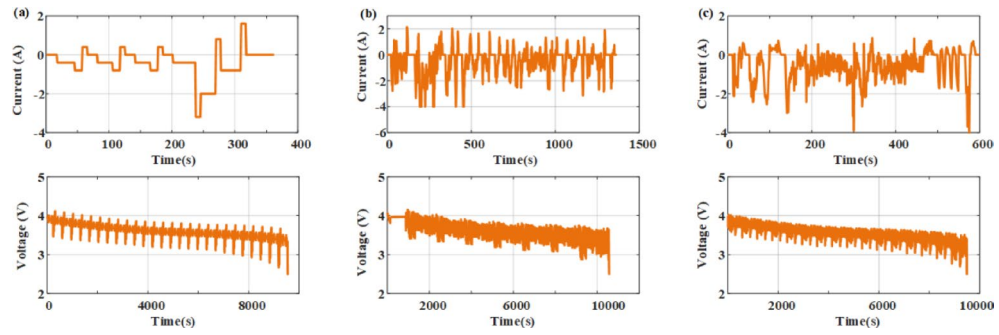 (a)
Current (A)
2
0
-2
-4
0 100 200 300 400
Time(s)
Voltage (V)
5
4
3
2
0 4000 8000
Time(s)
(b)
Current (A)
2
0
-2
-4
-6
0 500 1000 1500
Time(s)
Voltage (V)
5
4
3
2
2000 6000 10000
Time(s)
(c)
Current (A)
2
0
-2
-4
0 200 400 600
Time(s)
Voltage (V)
5
4
3
2
2000 6000 10000
Time(s)